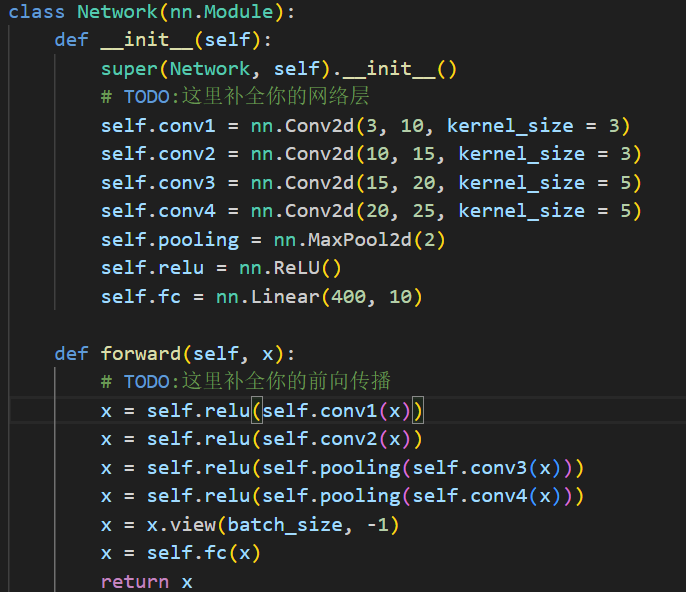 class Network(nn.Module):
    def __init__(self):
        super(Network, self).__init__()
        # TODO:这里补全你的网络层
        self.conv1 = nn.Conv2d(3, 10, kernel_size = 3)
        self.conv2 = nn.Conv2d(10, 15, kernel_size = 3)
        self.conv3 = nn.Conv2d(15, 20, kernel_size = 5)
        self.conv4 = nn.Conv2d(20, 25, kernel_size = 5)
        self.pooling = nn.MaxPool2d(2)
        self.relu = nn.ReLU()
        self.fc = nn.Linear(400, 10)

    def forward(self, x):
        # TODO:这里补全你的前向传播
        x = self.relu(self.conv1(x))
        x = self.relu(self.conv2(x))
        x = self.relu(self.pooling(self.conv3(x)))
        x = self.relu(self.pooling(self.conv4(x)))
        x = x.view(batch_size, -1)
        x = self.fc(x)
        return x